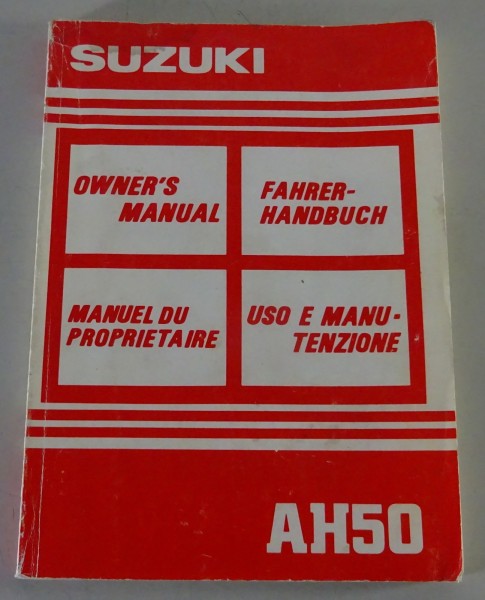 SUZUKI
OWNER'S
MANUAL
FAHRER-
HANDBUCH
MANUEL DU
PROPRIETAIRE
USO E MANU-
TENZIONE
AH50